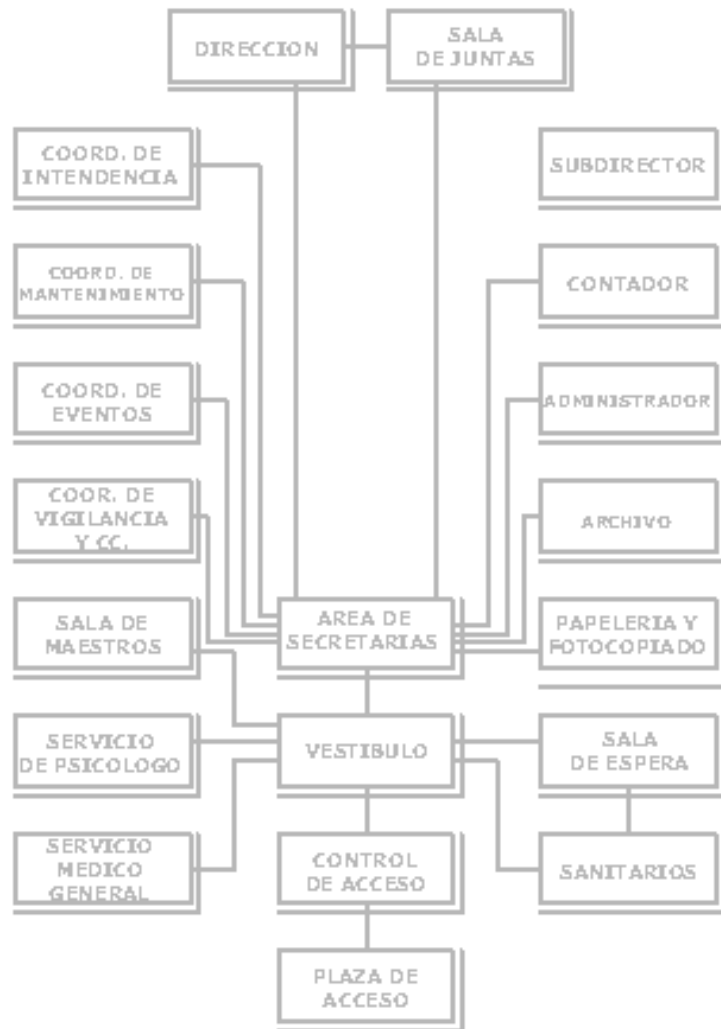 DIRECCION
SALA
DE JUNTAS
COORD. DE
INTENDENCIA
SUBDIRECTOR
COORD. DE
MANTENIMIENTO
CONTADOR
COORD. DE
EVENTOS
ADMINISTRADOR
COOR. DE
VIGILANCIA
Y CC.
ARCHIVO
SALA DE
MAESTROS
AREA DE
SECRETARIAS
PAPELERIA Y
FOTOCOPIADO
SERVICIO
DE PSICOLOGO
VESTIBULO
SALA
DE ESPERA
SERVICIO
MEDICO
GENERAL
CONTROL
DE ACCESO
SANITARIOS
PLAZA DE
ACCESO